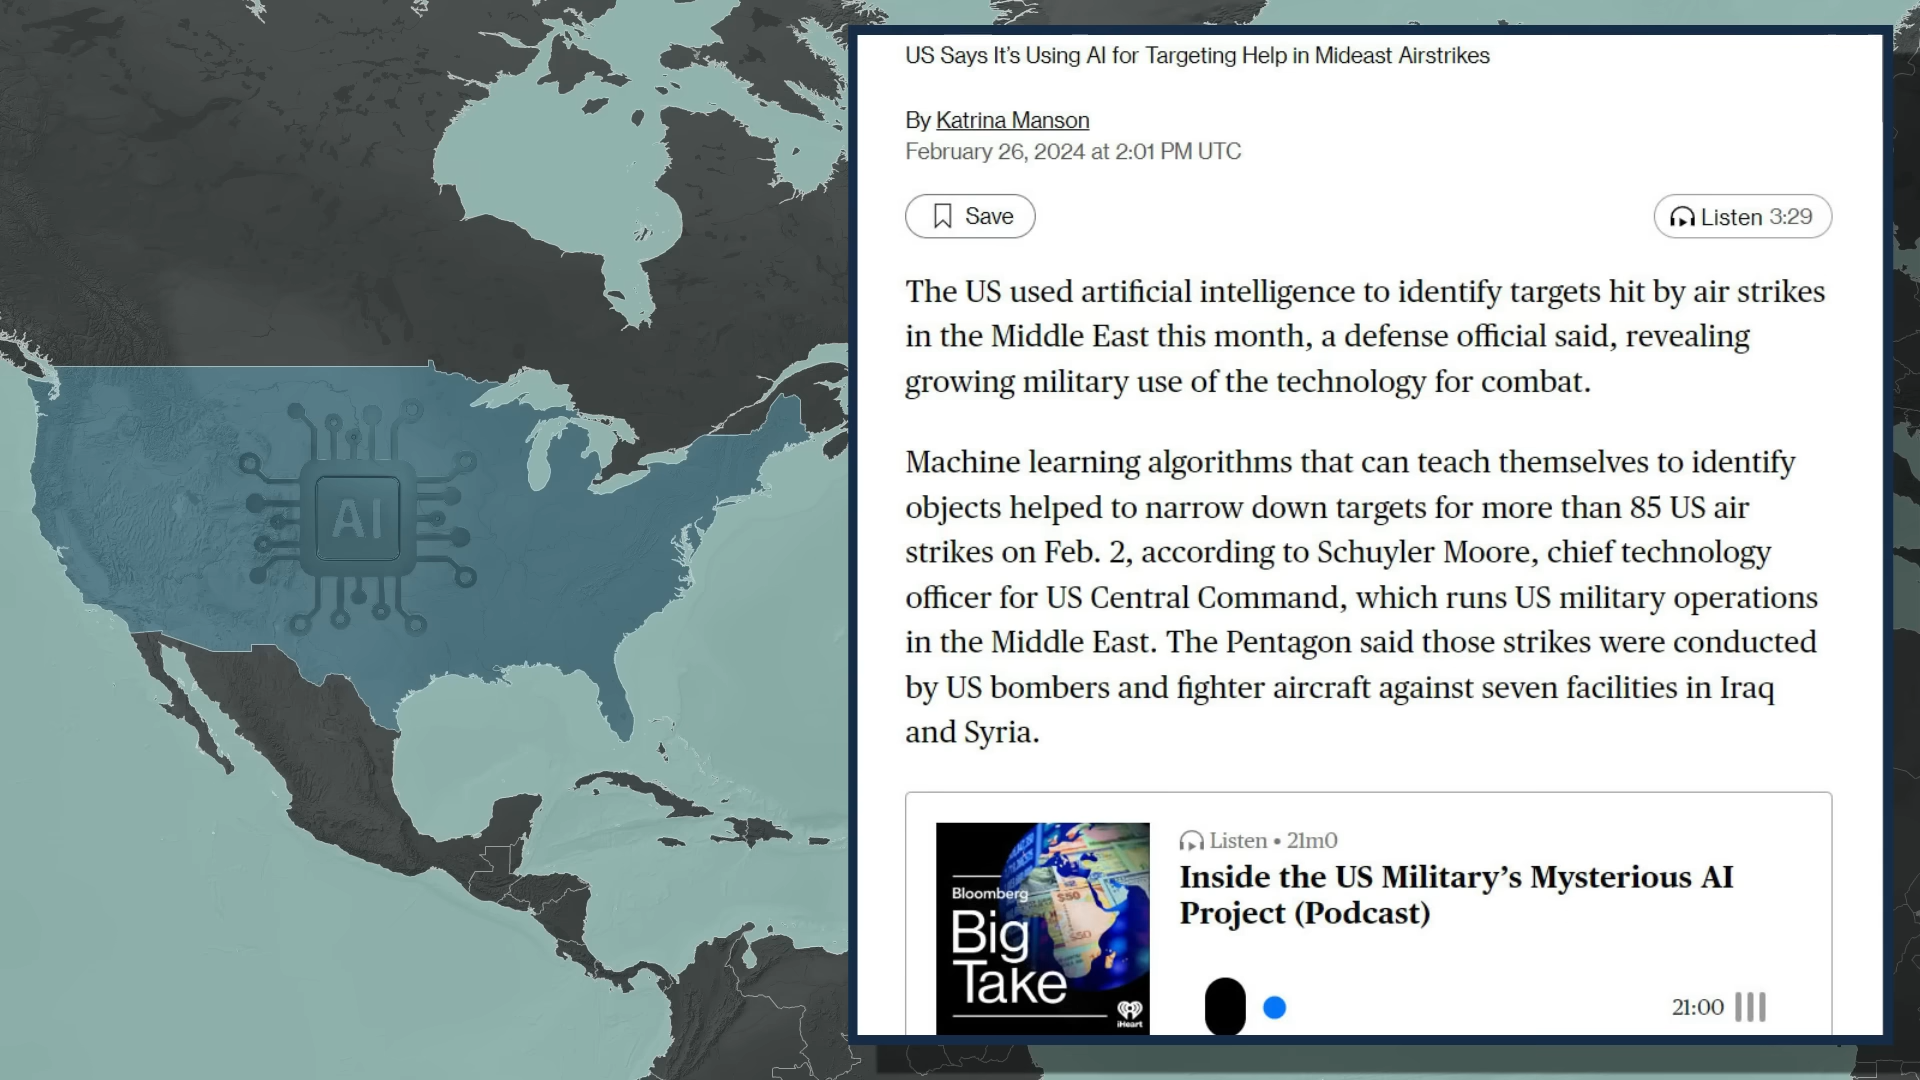 US Says It's Using AI for Targeting Help in Mideast Airstrikes
By Katrina Manson
February 26, 2024 at 2:01 PM UTC
Save
Listen 3:29
The US used artificial intelligence to identify targets hit by air strikes
in the Middle East this month, a defense official said, revealing
growing military use of the technology for combat.
Machine learning algorithms that can teach themselves to identify
objects helped to narrow down targets for more than 85 US air
strikes on Feb. 2, according to Schuyler Moore, chief technology
officer for US Central Command, which runs US military operations
in the Middle East. The Pentagon said those strikes were conducted
by US bombers and fighter aircraft against seven facilities in Iraq
and Syria.
AI
Listen • 21m0
Inside the US Military's Mysterious AI
Project (Podcast)
Bloomberg
Big
Take
$50
$50
iHeart
21:00